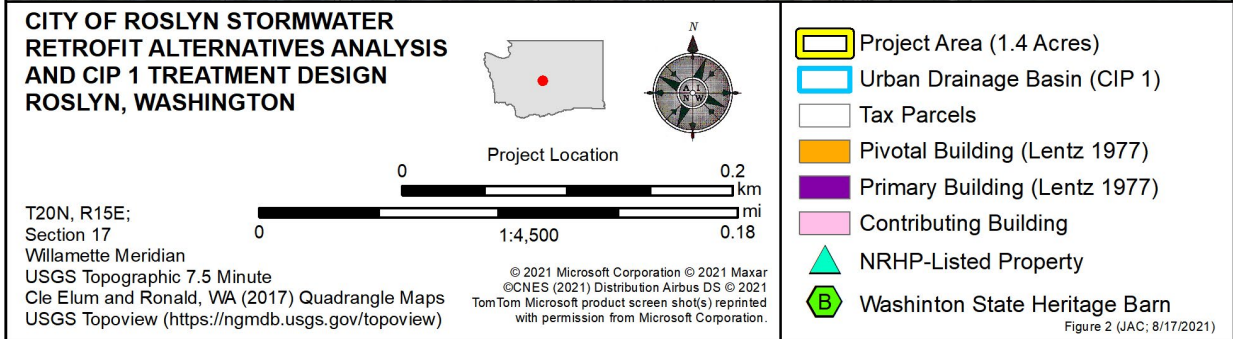 CITY OF ROSLYN STORMWATER
RETROFIT ALTERNATIVES ANALYSIS
AND CIP 1 TREATMENT DESIGN
ROSLYN, WASHINGTON
N
A I
N W
Project Location
0 0.2
km
mi
0 1:4,500 0.18
T20N, R15E;
Section 17
Willamette Meridian
USGS Topographic 7.5 Minute
Cle Elum and Ronald, WA (2017) Quadrangle Maps
USGS Topoview (https://ngmdb.usgs.gov/topoview)
© 2021 Microsoft Corporation © 2021 Maxar
©CNES (2021) Distribution Airbus DS © 2021
TomTom Microsoft product screen shot(s) reprinted
with permission from Microsoft Corporation.
Project Area (1.4 Acres)
Urban Drainage Basin (CIP 1)
Tax Parcels
Pivotal Building (Lentz 1977)
Primary Building (Lentz 1977)
Contributing Building
NRHP-Listed Property
B Washinton State Heritage Barn
Figure 2 (JAC; 8/17/2021)